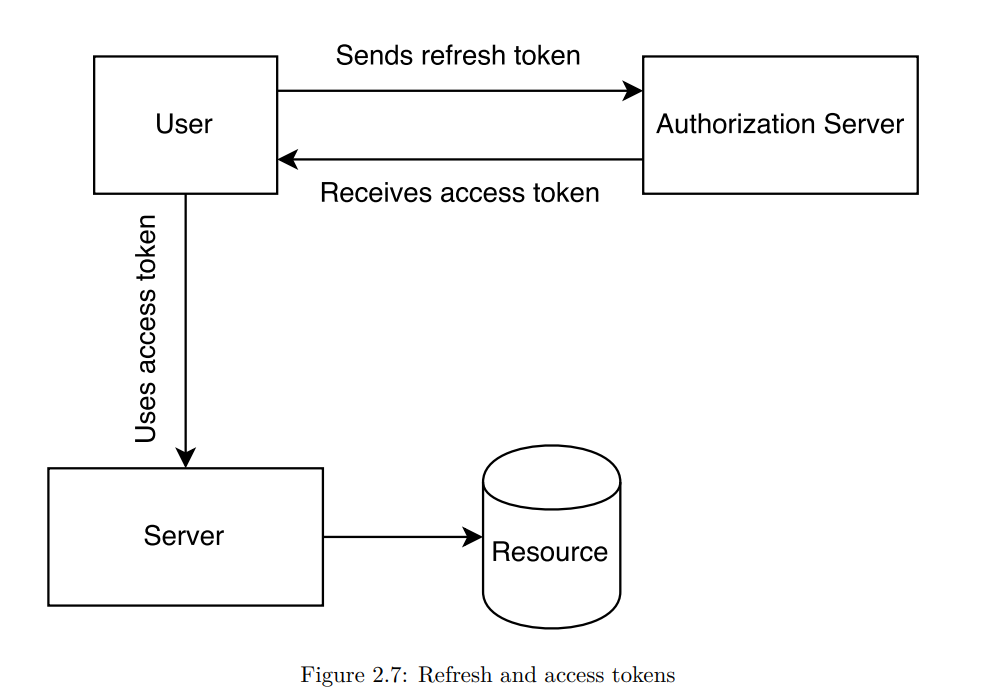 Sends refresh token
User
Authorization Server
Receives access token
Uses access token
Server
Resource
Figure 2.7: Refresh and access tokens